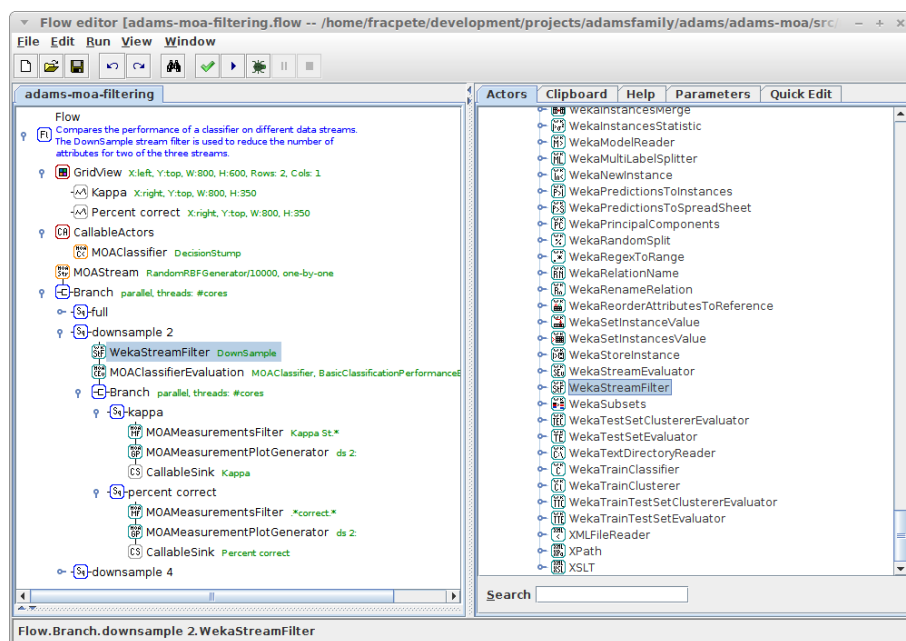 Flow editor [adams-moa-filtering.flow -- /home/fracpete/development/projects/adamsfamily/adams/adams-moa/src/
File Edit Run View Window
adams-moa-filtering
Flow
Compares the performance of a classifier on different data streams.
The DownSample stream filter is used to reduce the number of
attributes for two of the three streams.
GridView X:left, Y:top, W:800, H:600, Rows: 2, Cols: 1
Kappa X:right, Y:top, W:800, H:350
Percent correct X:right, Y:top, W:800, H:350
CallableActors
MOAClassifier DecisionStump
MOAStream RandomRBFGenerator/10000, one-by-one
Branch parallel, threads: #cores
full
downsample 2
WekaStreamFilter DownSample
MOAClassifierEvaluation MOAClassifier, BasicClassificationPerformanceE
Branch parallel, threads: #cores
kappa
MOAMeasurementsFilter Kappa St.*
MOAMeasurementPlotGenerator ds 2:
CallableSink Kappa
percent correct
MOAMeasurementsFilter .*correct.*
MOAMeasurementPlotGenerator ds 2:
CallableSink Percent correct
downsample 4
Actors Clipboard Help Parameters Quick Edit
WekaInstancesMerge
WekaInstancesStatistic
WekaModelReader
WekaMultiLabelSplitter
WekaNewInstance
WekaPredictionsToInstances
WekaPredictionsToSpreadSheet
WekaPrincipalComponents
WekaRandomSplit
WekaRegexToRange
WekaRelationName
WekaRenameRelation
WekaReorderAttributesToReference
WekaSetInstanceValue
WekaSetInstancesValue
WekaStoreInstance
WekaStreamEvaluator
WekaStreamFilter
WekaSubsets
WekaTestSetClustererEvaluator
WekaTestSetEvaluator
WekaTextDirectoryReader
WekaTrainClassifier
WekaTrainClusterer
WekaTrainTestSetClustererEvaluator
WekaTrainTestSetEvaluator
XMLFileReader
XPath
XSLT
Search
Flow.Branch.downsample 2.WekaStreamFilter